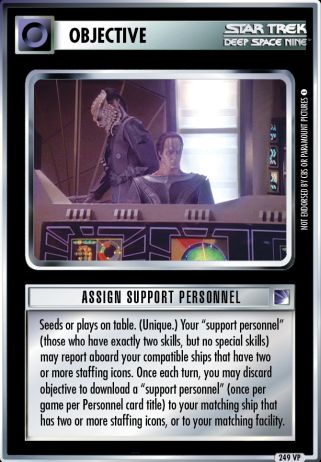 OBJECTIVE
STAR TREK
DEEP SPACE NINE
NOT ENDORSED BY CBS OR PARAMOUNT PICTURES
ASSIGN SUPPORT PERSONNEL
Seeds or plays on table. (Unique.) Your “support personnel”
(those who have exactly two skills, but no special skills)
may report aboard your compatible ships that have two
or more staffing icons. Once each turn, you may discard
objective to download a “support personnel” (once per
game per Personnel card title) to your matching ship that
has two or more staffing icons, or to your matching facility.
249 VP